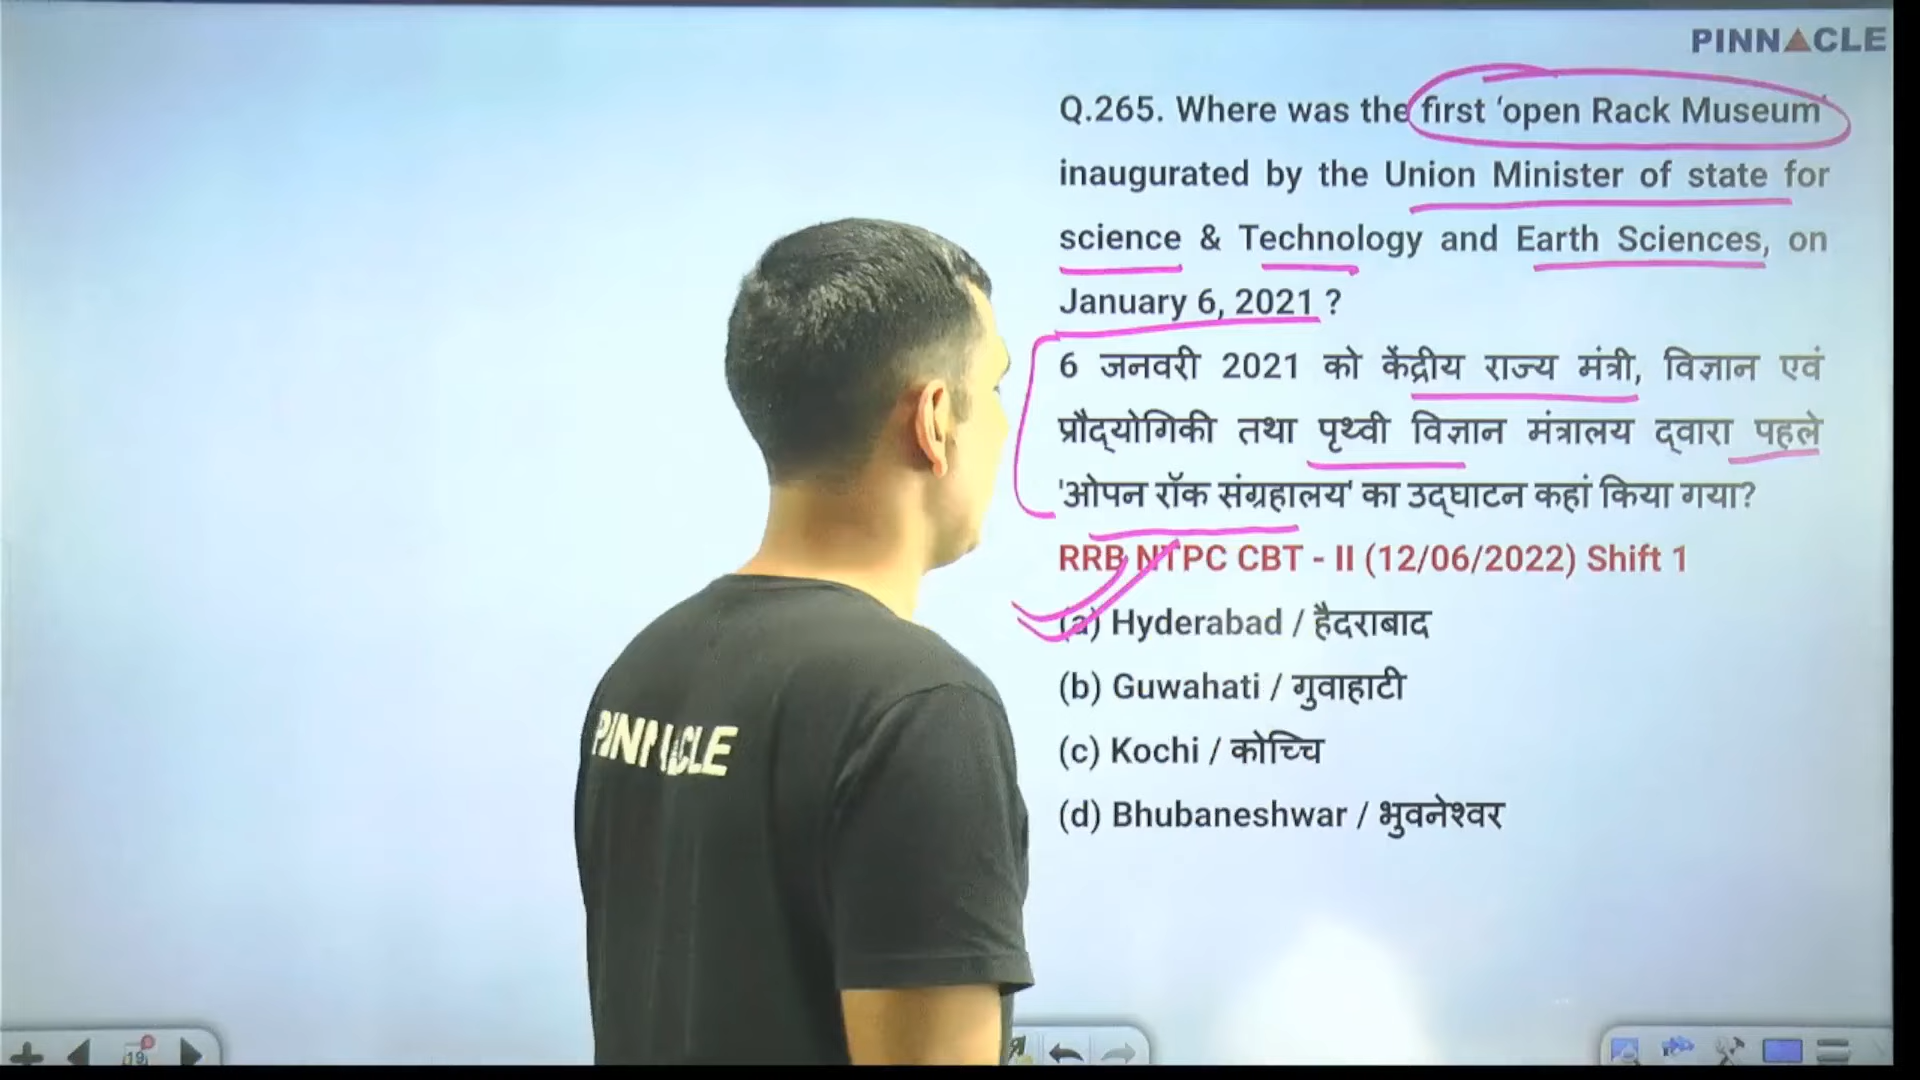 PINNACLE
Q.265. Where was the first ‘open Rack Museum’
inaugurated by the Union Minister of state for
science & Technology and Earth Sciences, on
January 6, 2021 ?
6 जनवरी 2021 को केंद्रीय राज्य मंत्री, विज्ञान एवं
प्रौद्योगिकी तथा पृथ्वी विज्ञान मंत्रालय द्वारा पहले
'ओपन रॉक संग्रहालय' का उद्घाटन कहां किया गया?
RRB NTPC CBT - II (12/06/2022) Shift 1
(a) Hyderabad / हैदराबाद
(b) Guwahati / गुवाहाटी
(c) Kochi / कोच्चि
(d) Bhubaneshwar / भुवनेश्वर
PINNACLE
19